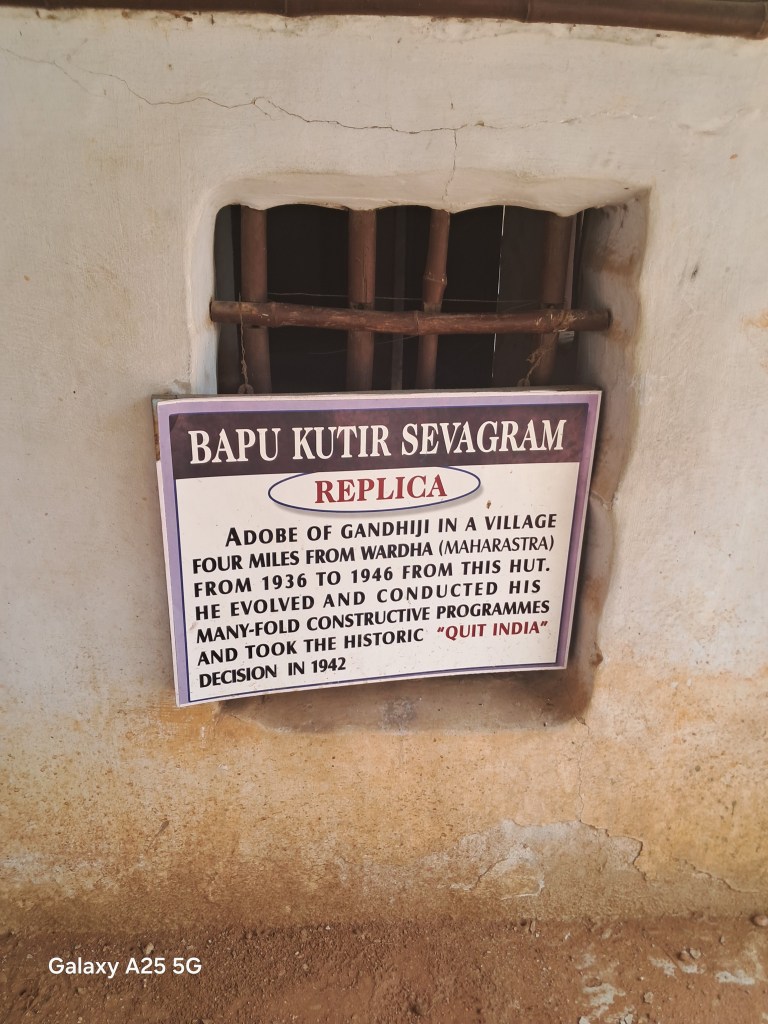 BAPU KUTIR SEVAGRAM
REPLICA
ADOBE OF GANDHIJI IN A VILLAGE
FOUR MILES FROM WARDHA (MAHARASTRA)
FROM 1936 TO 1946 FROM THIS HUT.
HE EVOLVED AND CONDUCTED HIS
MANY-FOLD CONSTRUCTIVE PROGRAMMES
AND TOOK THE HISTORIC "QUIT INDIA"
DECISION IN 1942
Galaxy A25 5G